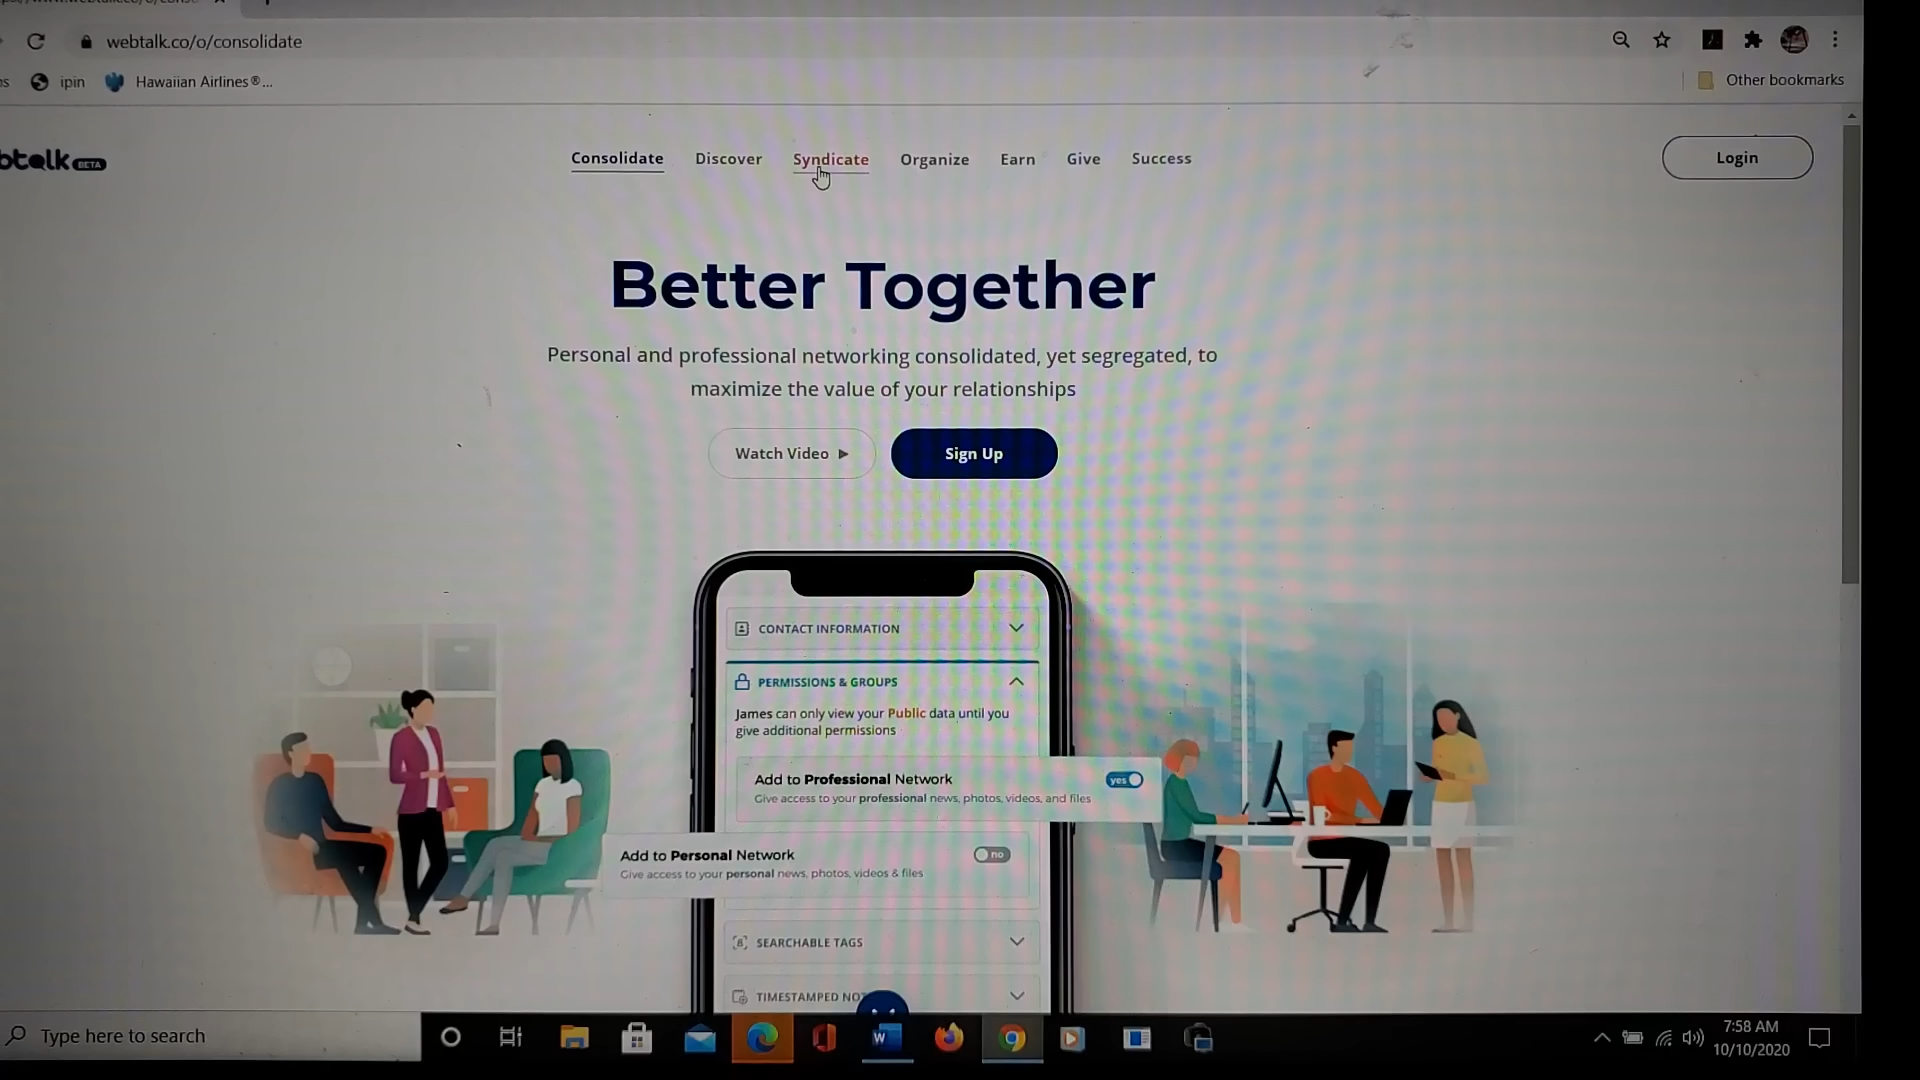 webtalk.co/o/consolidate
ipin
Hawaiian Airlines®...
Other bookmarks
btalk BETA
Consolidate Discover Syndicate Organize Earn Give Success
Login
Better Together
Personal and professional networking consolidated, yet segregated, to
maximize the value of your relationships
Watch Video
Sign Up
CONTACT INFORMATION
PERMISSIONS & GROUPS
James can only view your Public data until you
give additional permissions
Add to Professional Network
yes
Give access to your professional news, photos, videos, and files
Add to Personal Network
no
Give access to your personal news, photos, videos & files
SEARCHABLE TAGS
TIMESTAMPED NO
Type here to search
W
7:58 AM
10/10/2020